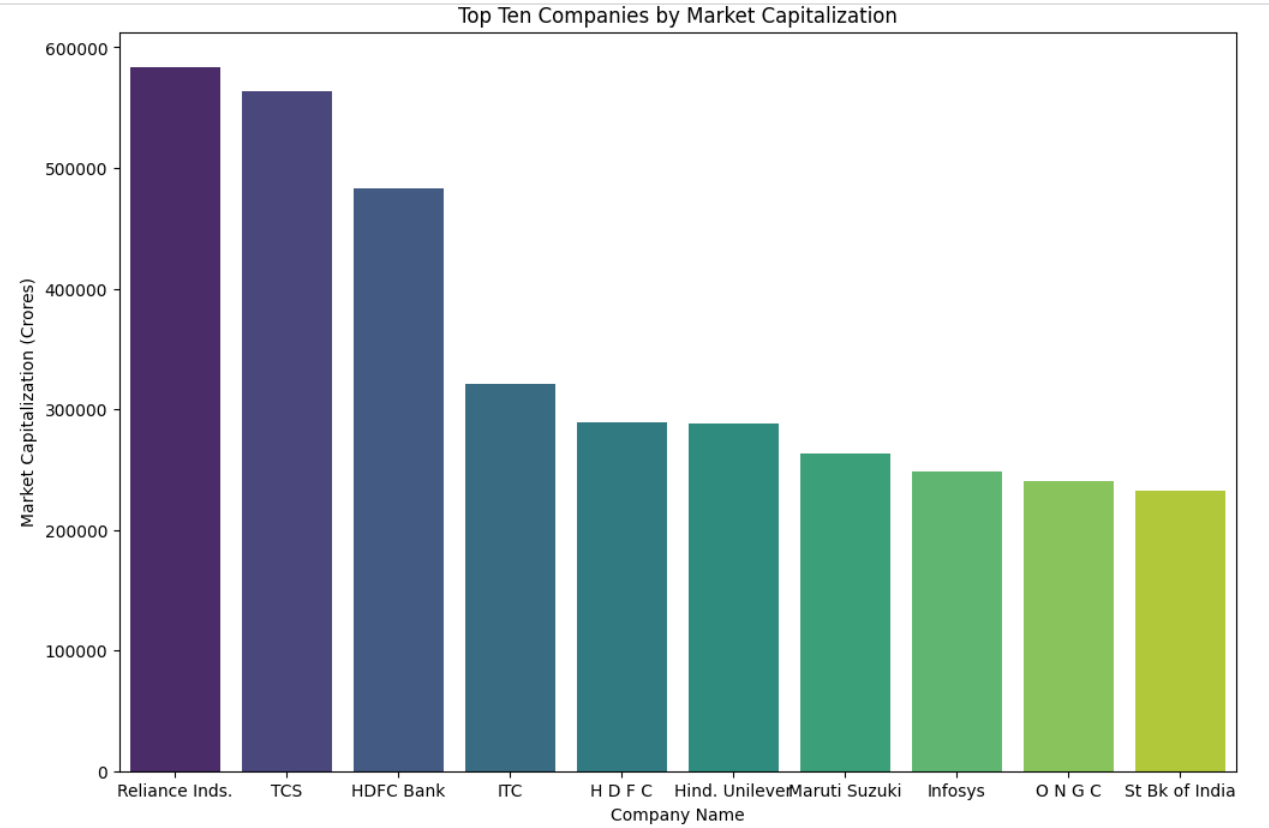 Top Ten Companies by Market Capitalization
600000
500000
400000
300000
200000
100000
0
Market Capitalization (Crores)
Reliance Inds. TCS HDFC Bank ITC H D F C Hind. Unilever Maruti Suzuki Infosys O N G C St Bk of India
Company Name